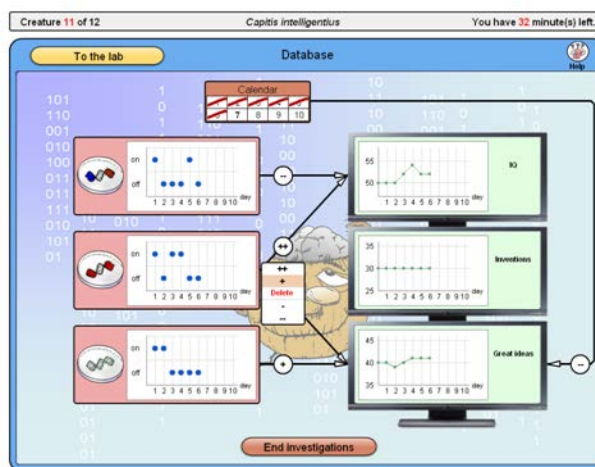 Creature 11 of 12
Capitis intelligentius
You have 32 minute(s) left.
To the lab
Database
Help
Calendar
7 8 9 10
on
off
1 2 3 4 5 6 7 8 9 10 day
--
55
50
1 2 3 4 5 6 7 8 9 10
IQ
on
off
1 2 3 4 5 6 7 8 9 10 day
++
++
+
Delete
-
--
35
30
25
1 2 3 4 5 6 7 8 9 10
Inventions
on
off
1 2 3 4 5 6 7 8 9 10 day
+
45
40
35
1 2 3 4 5 6 7 8 9 10
Great ideas
--
End investigations